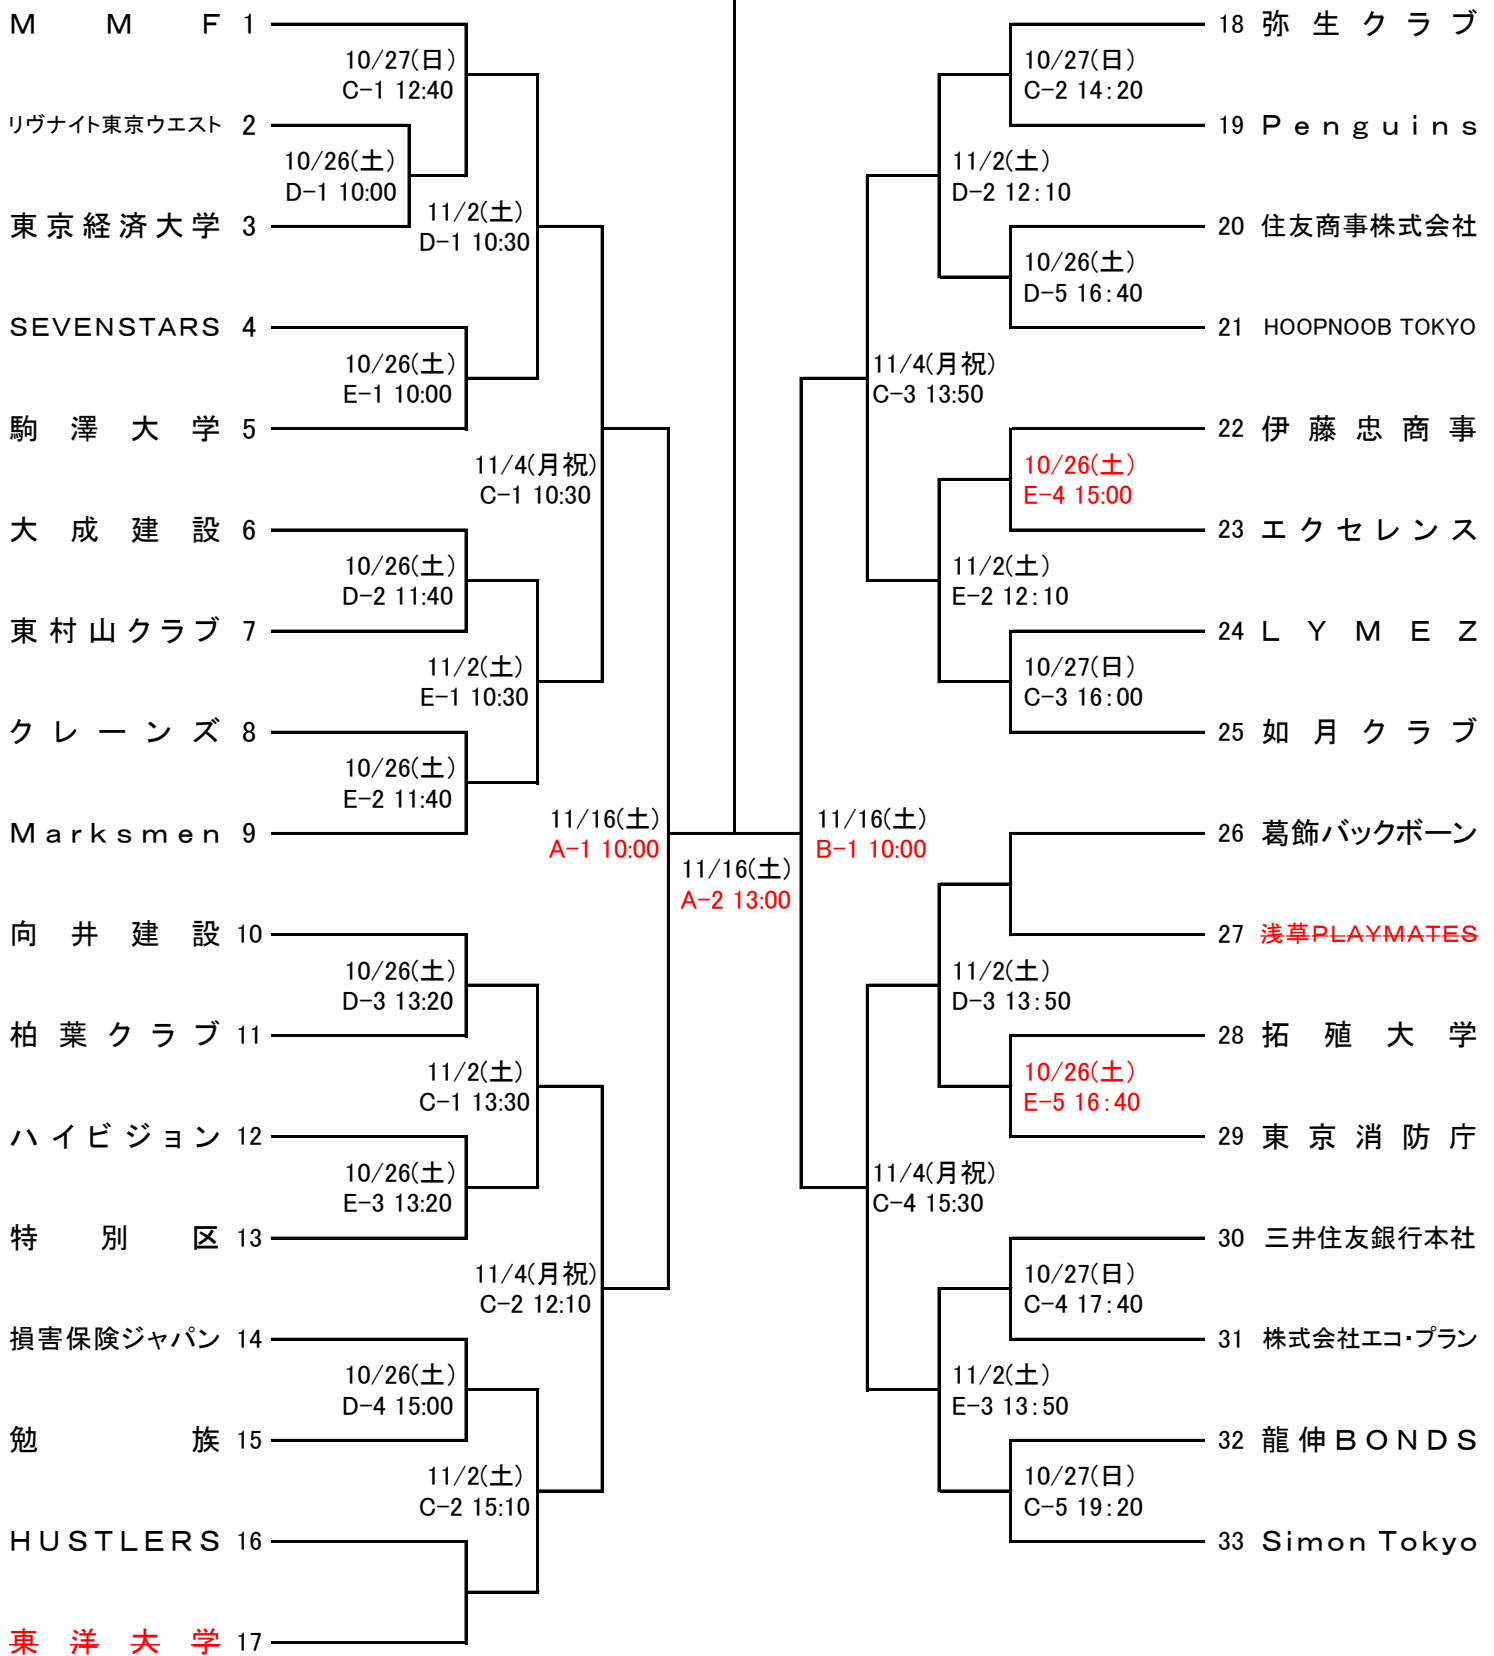 M M F 1
10/27(日)
C-1 12:40
リヴナイト東京ウエスト 2
10/26(土)
D-1 10:00
東京経済大学 3
11/2(土)
D-1 10:30
SEVENSTARS 4
10/26(土)
E-1 10:00
駒澤大学 5
11/4(月祝)
C-1 10:30
大成建設 6
10/26(土)
D-2 11:40
東村山クラブ 7
11/2(土)
E-1 10:30
クレーンズ 8
10/26(土)
E-2 11:40
Marksmen 9
11/16(土)
A-1 10:00
向井建設 10
10/26(土)
D-3 13:20
柏葉クラブ 11
11/2(土)
C-1 13:30
ハイビジョン 12
10/26(土)
E-3 13:20
特別区 13
11/4(月祝)
C-2 12:10
損害保険ジャパン 14
10/26(土)
D-4 15:00
勉族 15
11/2(土)
C-2 15:10
HUSTLERS 16
東洋大学 17
11/16(土)
A-2 13:00
18 弥生クラブ
10/27(日)
C-2 14:20
19 Penguins
11/2(土)
D-2 12:10
20 住友商事株式会社
10/26(土)
D-5 16:40
21 HOOPNOOB TOKYO
11/4(月祝)
C-3 13:50
22 伊藤忠商事
10/26(土)
E-4 15:00
23 エクセレンス
11/2(土)
E-2 12:10
24 LYMEZ
10/27(日)
C-3 16:00
25 如月クラブ
11/16(土)
B-1 10:00
26 葛飾バックボーン
27 浅草PLAYMATES
11/2(土)
D-3 13:50
28 拓殖大学
10/26(土)
E-5 16:40
29 東京消防庁
11/4(月祝)
C-4 15:30
30 三井住友銀行本社
10/27(日)
C-4 17:40
31 株式会社エコ・プラン
11/2(土)
E-3 13:50
32 龍伸BONDS
10/27(日)
C-5 19:20
33 Simon Tokyo